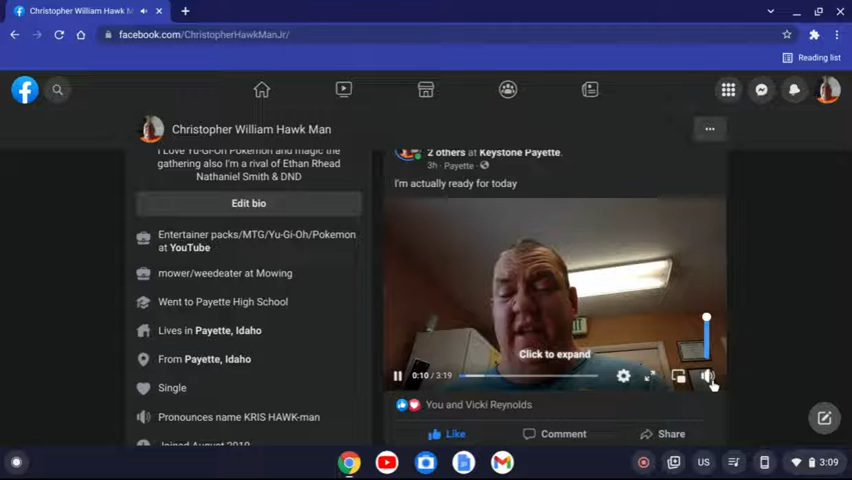 Christopher William Hawk M
facebook.com/ChristopherHawkManJr/
Reading list
Christopher William Hawk Man
I Love Yu-Gi-Oh Pokemon and magic the
gathering also I'm a rival of Ethan Rhead
Nathaniel Smith & DND
Edit bio
Entertainer packs/MTG/Yu-Gi-Oh/Pokemon
at YouTube
mower/weedeater at Mowing
Went to Payette High School
Lives in Payette, Idaho
From Payette, Idaho
Single
Pronounces name KRIS HAWK-man
Joined August 2010
2 others at Keystone Payette.
3h · Payette ·
I'm actually ready for today
Click to expand
0:10 / 3:19
You and Vicki Reynolds
Like
Comment
Share
US
3:09